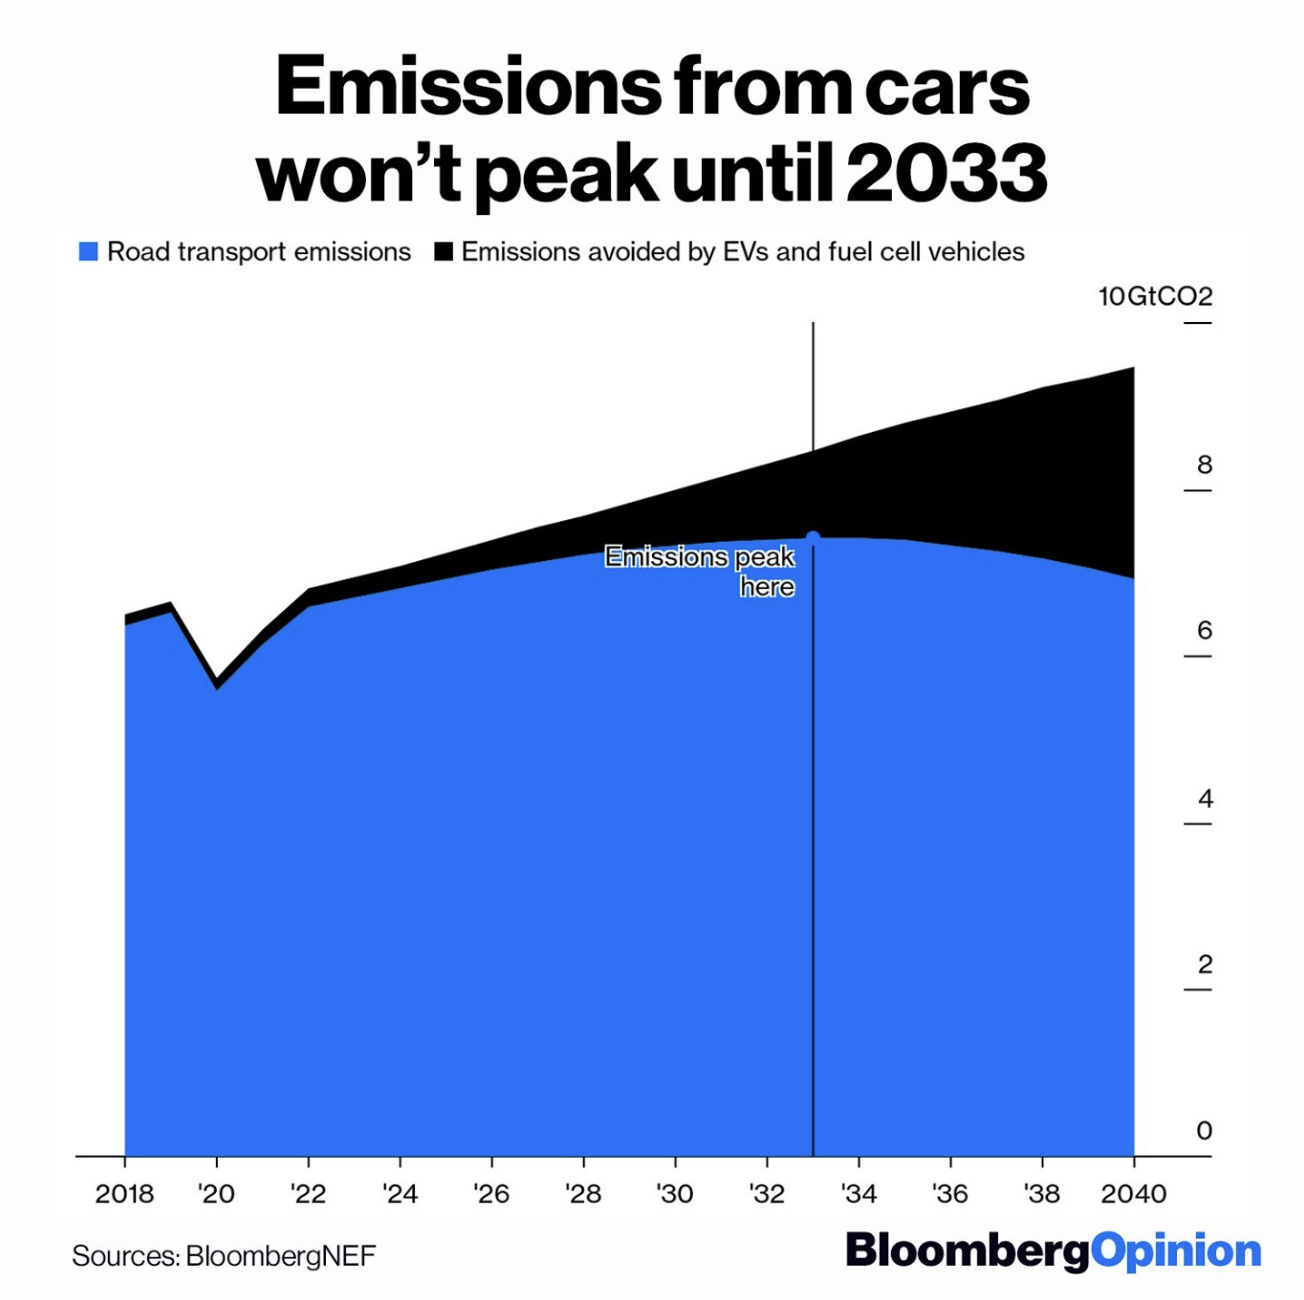 Emissions from cars
won’t peak until 2033
Road transport emissions Emissions avoided by EVs and fuel cell vehicles
10GtCO2
8
Emissions peak
here
6
4
2
0
2018 '20 '22 '24 '26 '28 '30 '32 '34 '36 '38 2040
Sources: BloombergNEF BloombergOpinion